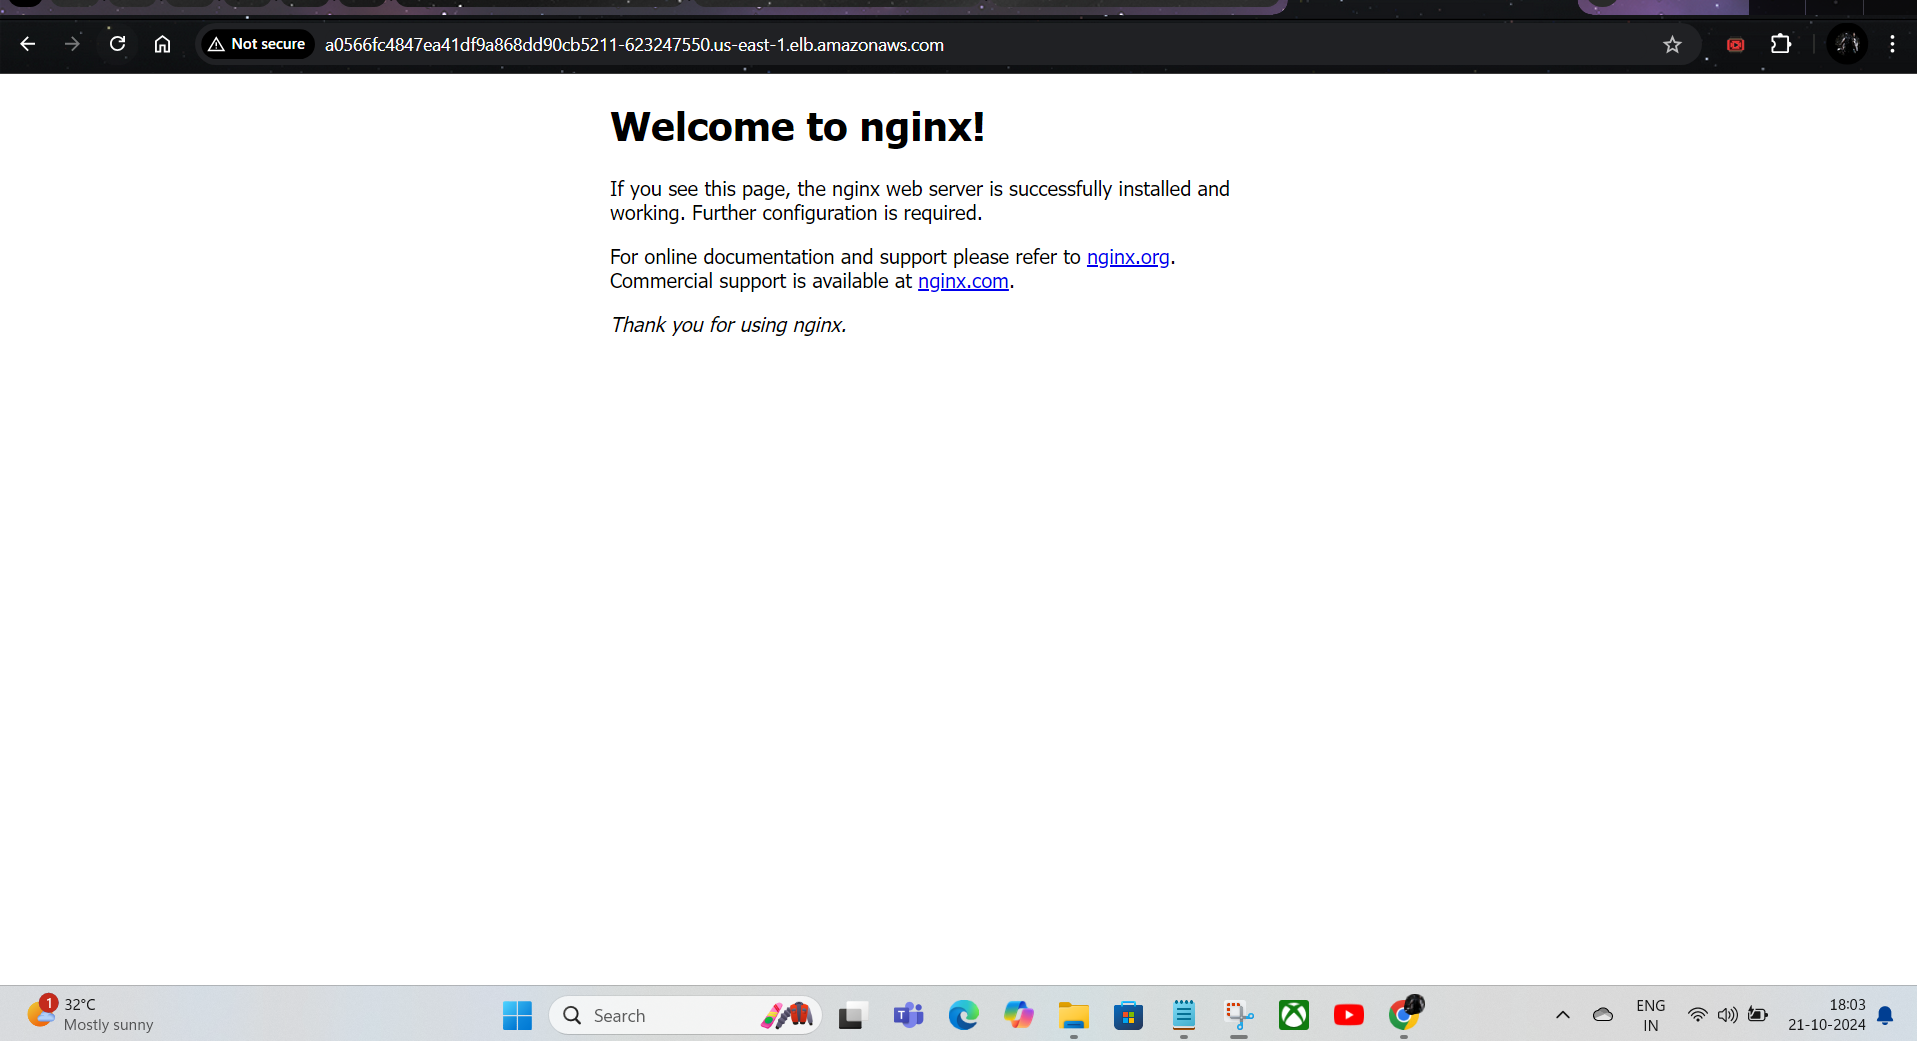 Not secure
a0566fc4847ea41df9a868dd90cb5211-623247550.us-east-1.elb.amazonaws.com
Welcome to nginx!
If you see this page, the nginx web server is successfully installed and
working. Further configuration is required.
For online documentation and support please refer to nginx.org.
Commercial support is available at nginx.com.
Thank you for using nginx.
1
32°C
Mostly sunny
Search
T
ENG
IN
18:03
21-10-2024